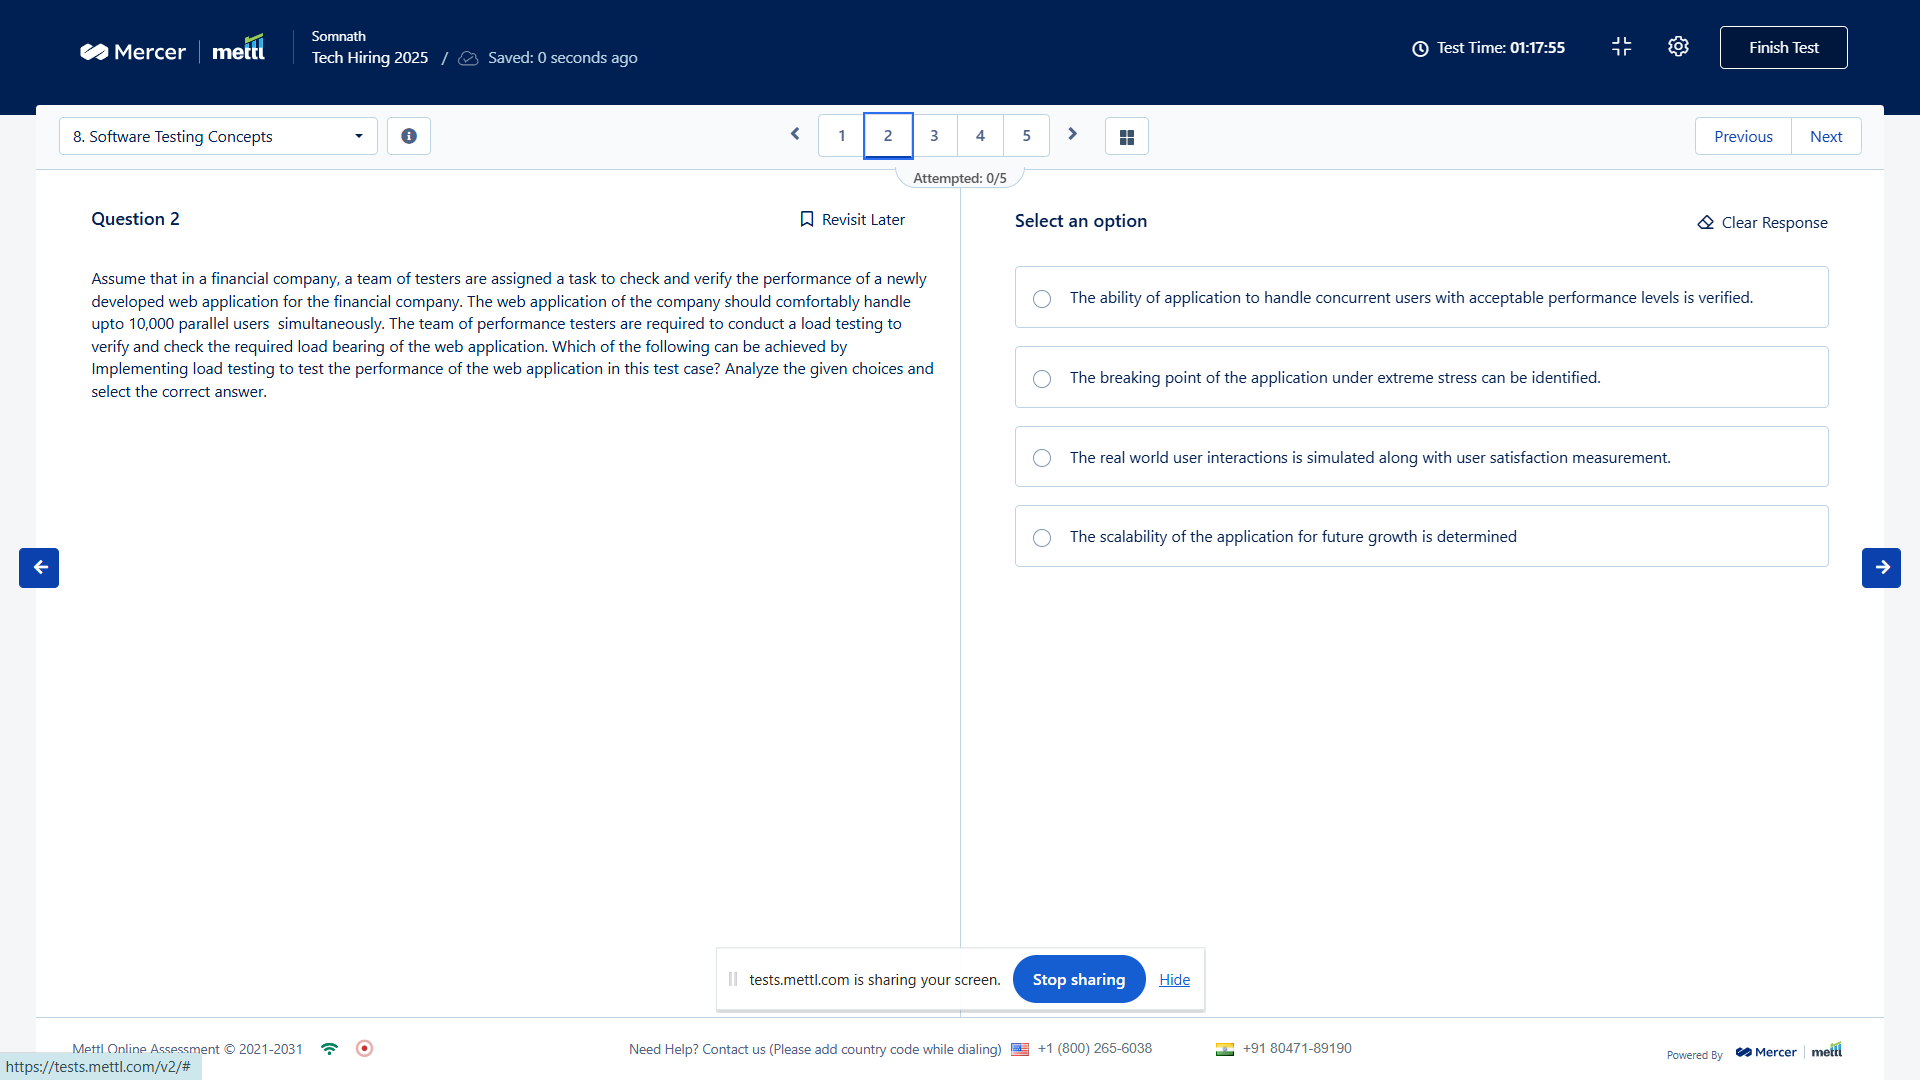 Mercer
mettl
Somnath
Tech Hiring 2025 / Saved: 0 seconds ago
Test Time: 01:17:55
Finish Test
8. Software Testing Concepts
1 2 3 4 5
Previous Next
Attempted: 0/5
Question 2
Revisit Later
Assume that in a financial company, a team of testers are assigned a task to check and verify the performance of a newly
developed web application for the financial company. The web application of the company should comfortably handle
upto 10,000 parallel users  simultaneously. The team of performance testers are required to conduct a load testing to
verify and check the required load bearing of the web application. Which of the following can be achieved by
Implementing load testing to test the performance of the web application in this test case? Analyze the given choices and
select the correct answer.
Select an option
Clear Response
The ability of application to handle concurrent users with acceptable performance levels is verified.
The breaking point of the application under extreme stress can be identified.
The real world user interactions is simulated along with user satisfaction measurement.
The scalability of the application for future growth is determined
tests.mettl.com is sharing your screen. Stop sharing Hide
Mettl Online Assessment © 2021-2031
Need Help? Contact us (Please add country code while dialing) +1 (800) 265-6038 +91 80471-89190
Powered By Mercer mettl
https://tests.mettl.com/v2/#